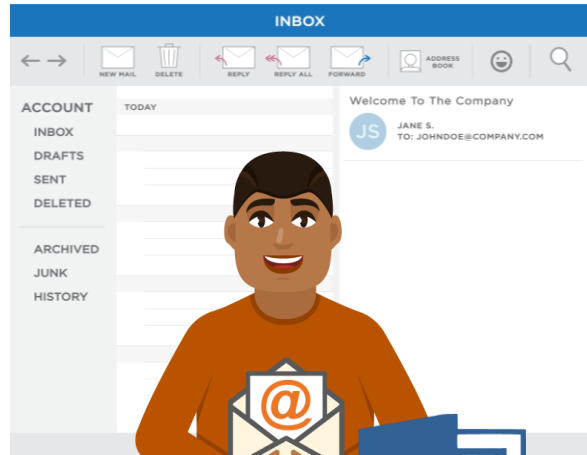 INBOX
NEW MAIL
DELETE
REPLY
REPLY ALL
FORWARD
ADDRESS
BOOK
ACCOUNT
INBOX
DRAFTS
SENT
DELETED
ARCHIVED
JUNK
HISTORY
TODAY
Welcome To The Company
JS
JANE S.
TO: JOHNDOE@COMPANY.COM
@